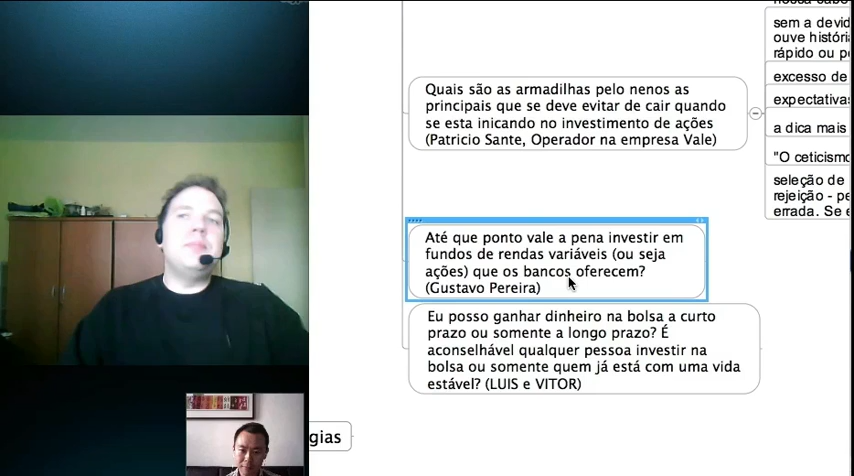 Quais são as armadilhas pelo nenos as
principais que se deve evitar de cair quando
se esta inicando no investimento de ações
(Patricio Sante, Operador na empresa Vale)
sem a devid
ouve históri
rápido ou p
excesso de
expectativas
a dica mais
"O ceticismo
seleção de
rejeição - pe
errada. Se e
Até que ponto vale a pena investir em
fundos de rendas variáveis (ou seja
ações) que os bancos oferecem?
(Gustavo Pereira)
Eu posso ganhar dinheiro na bolsa a curto
prazo ou somente a longo prazo? É
aconselhável qualquer pessoa investir na
bolsa ou somente quem já está com uma vida
estável? (LUIS e VITOR)
gias